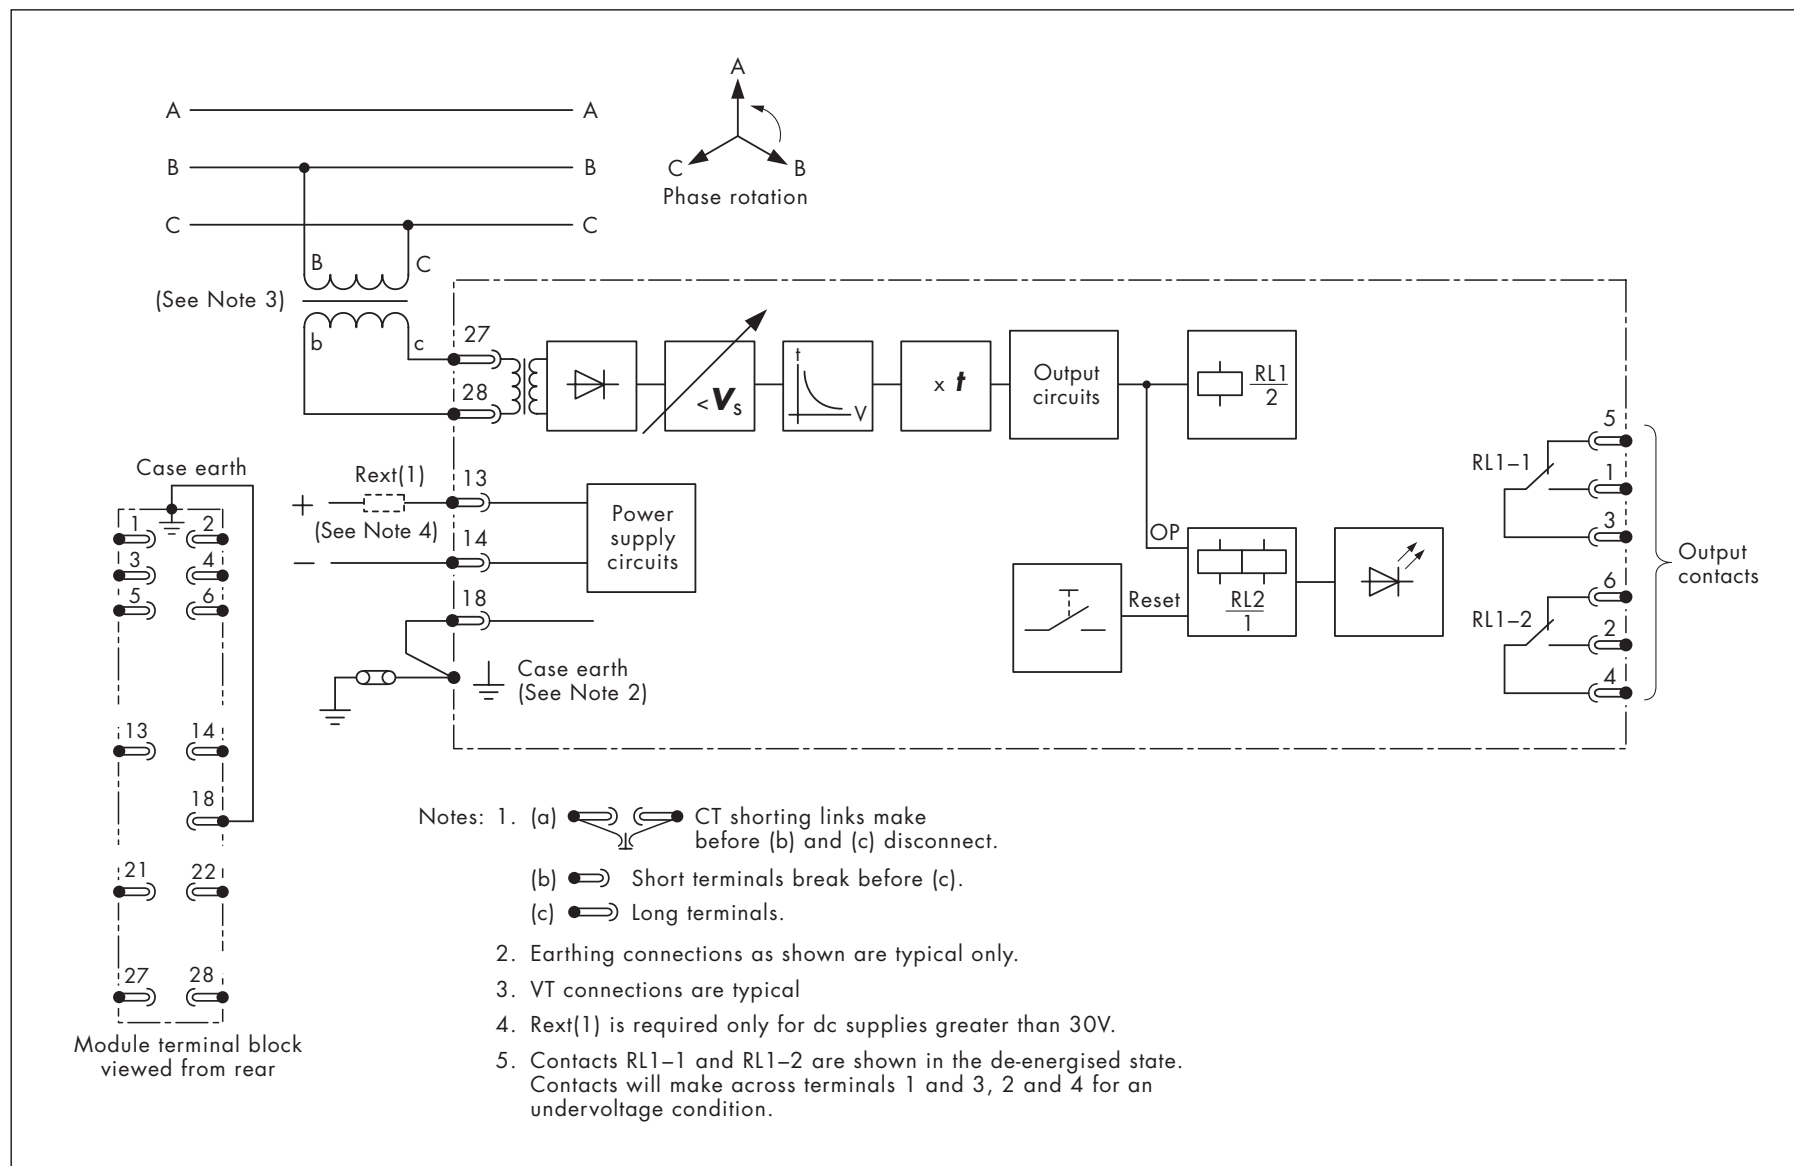 A
A A
B B
C B
Phase rotation
C C
B C
(See Note 3)
b c
27
28
< Vs
t
V
x t
Output
circuits
RL1
2
Case earth
Rext(1)
13
+
(See Note 4)
14
–
Power
supply
circuits
18
Case earth
(See Note 2)
OP
Reset
RL2
1
RL1–1
5
1
3
RL1–2
6
2
4
Output
contacts
1 2
3 4
5 6
13 14
18
21 22
27 28
Module terminal block
viewed from rear
Notes: 1. (a) CT shorting links make
before (b) and (c) disconnect.
(b) Short terminals break before (c).
(c) Long terminals.
2. Earthing connections as shown are typical only.
3. VT connections are typical
4. Rext(1) is required only for dc supplies greater than 30V.
5. Contacts RL1–1 and RL1–2 are shown in the de-energised state.
Contacts will make across terminals 1 and 3, 2 and 4 for an
undervoltage condition.